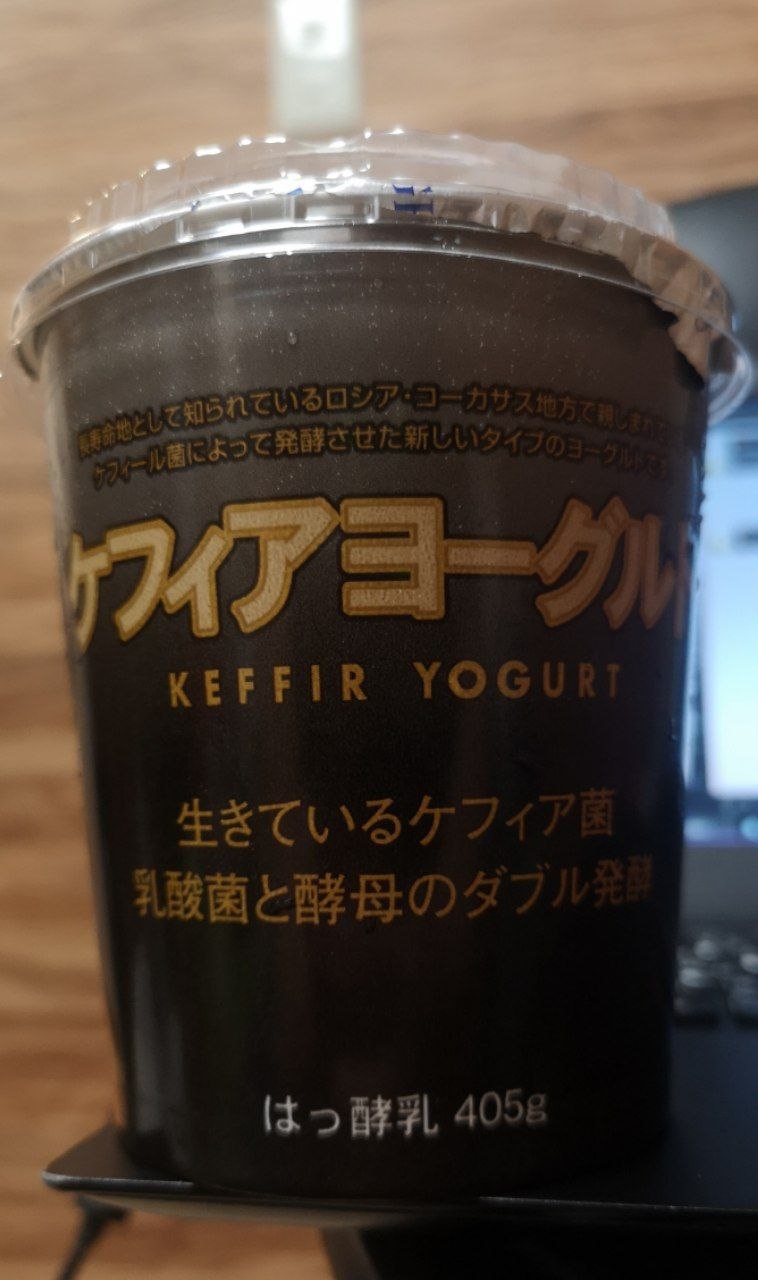 長寿命地として知られているロシア・コーカサス地方で親しまれて
ケフィール菌によって発酵させた新しいタイプのヨーグルトです
ケフィアヨーグルト
KEFFIR YOGURT
生きているケフィア菌
乳酸菌と酵母のダブル発酵
はっ酵乳 405g